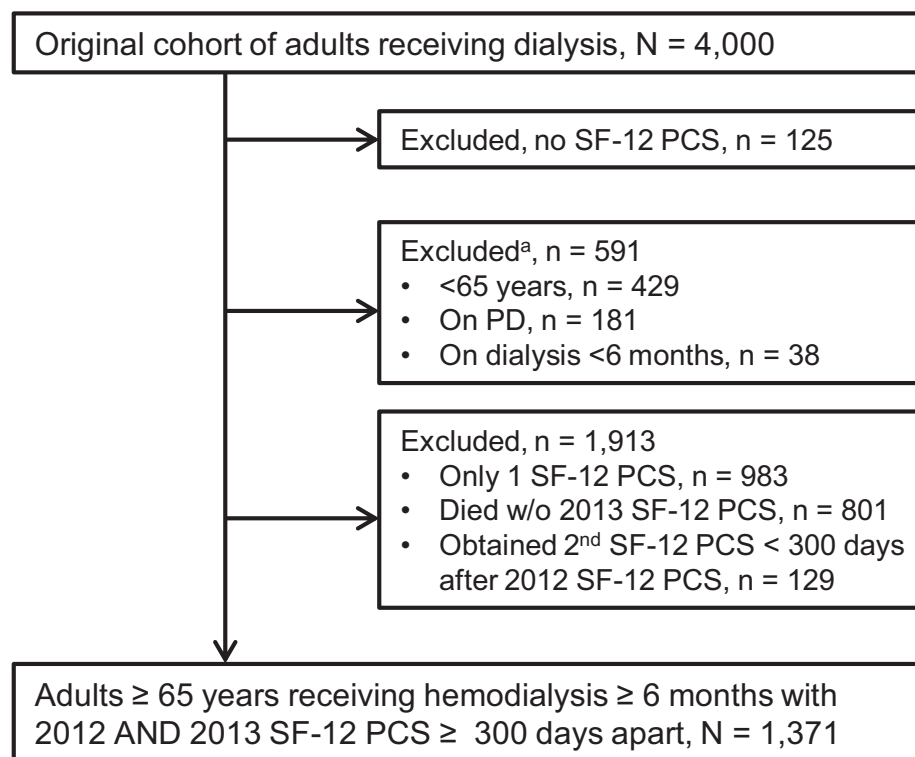 Original cohort of adults receiving dialysis, N = 4,000
Excluded, no SF-12 PCS, n = 125
Excludedᵃ, n = 591
• <65 years, n = 429
• On PD, n = 181
• On dialysis <6 months, n = 38
Excluded, n = 1,913
• Only 1 SF-12 PCS, n = 983
• Died w/o 2013 SF-12 PCS, n = 801
• Obtained 2ⁿᵈ SF-12 PCS < 300 days
after 2012 SF-12 PCS, n = 129
Adults ≥ 65 years receiving hemodialysis ≥ 6 months with
2012 AND 2013 SF-12 PCS ≥ 300 days apart, N = 1,371